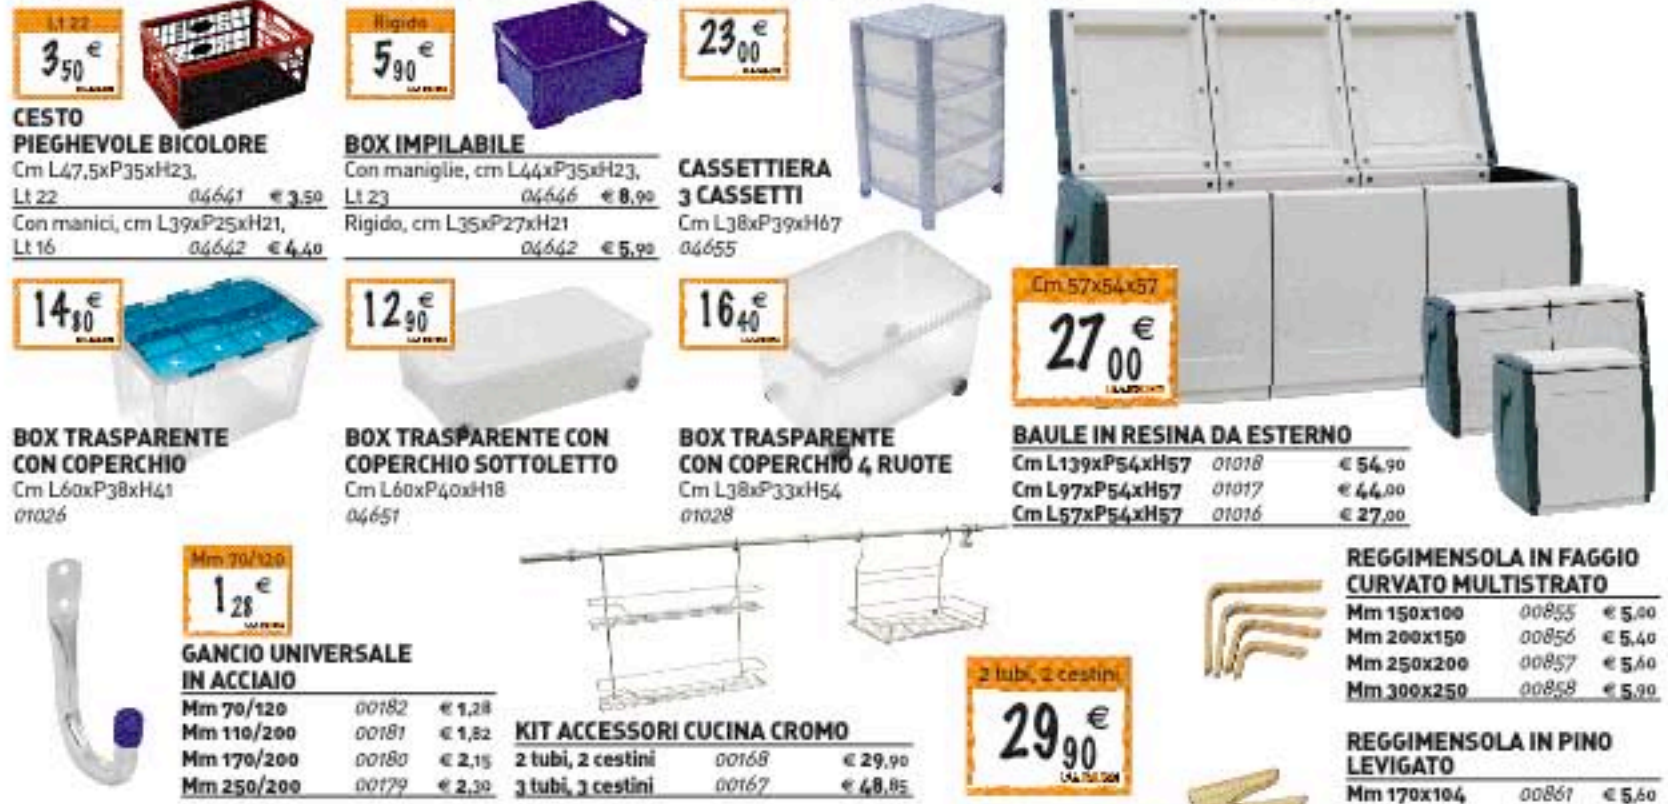 Lt 22
3,50 €
CESTO
PIEGHEVOLE BICOLORE
Cm L47,5xP35xH23,
Lt 22 04641 € 3,50
Con manici, cm L39xP25xH21,
Lt 16 04642 € 4,40
Rigido
5,90 €
BOX IMPILABILE
Con maniglie, cm L44xP35xH23,
Lt 23 04646 € 8,90
Rigido, cm L35xP27xH21
04642 € 5,90
23,00 €
CASSETTIERA
3 CASSETTI
Cm L38xP39xH67
04655
14,80 €
BOX TRASPARENTE
CON COPERCHIO
Cm L60xP38xH41
01026
12,90 €
BOX TRASPARENTE CON
COPERCHIO SOTTOLETTO
Cm L60xP40xH18
04651
16,40 €
BOX TRASPARENTE
CON COPERCHIO 4 RUOTE
Cm L38xP33xH54
01028
Cm 57x54x57
27,00 €
BAULE IN RESINA DA ESTERNO
Cm L139xP54xH57 01018 € 54,90
Cm L97xP54xH57 01017 € 44,00
Cm L57xP54xH57 01016 € 27,00
Mm 70/120
1,28 €
GANCIO UNIVERSALE
IN ACCIAIO
Mm 70/120 00182 € 1,28
Mm 110/200 00181 € 1,82
Mm 170/200 00180 € 2,15
Mm 250/200 00179 € 2,30
KIT ACCESSORI CUCINA CROMO
2 tubi, 2 cestini 00168 € 29,90
3 tubi, 3 cestini 00167 € 48,85
2 tubi, 2 cestini
29,90 €
REGGIMENSOLA IN FAGGIO
CURVATO MULTISTRATO
Mm 150x100 00855 € 5,00
Mm 200x150 00856 € 5,40
Mm 250x200 00857 € 5,60
Mm 300x250 00858 € 5,90
REGGIMENSOLA IN PINO
LEVIGATO
Mm 170x104 00861 € 5,60